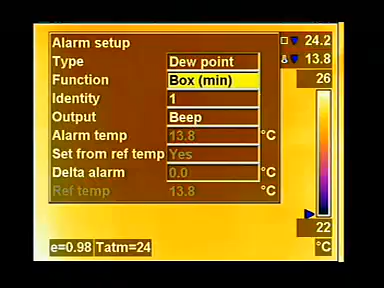 Alarm setup
Type Dew point
Function Box (min)
Identity 1
Output Beep
Alarm temp 13.8 °C
Set from ref temp Yes
Delta alarm 0.0 °C
Ref temp 13.8 °C
24.2
13.8
26
22
°C
e=0.98 Tatm=24